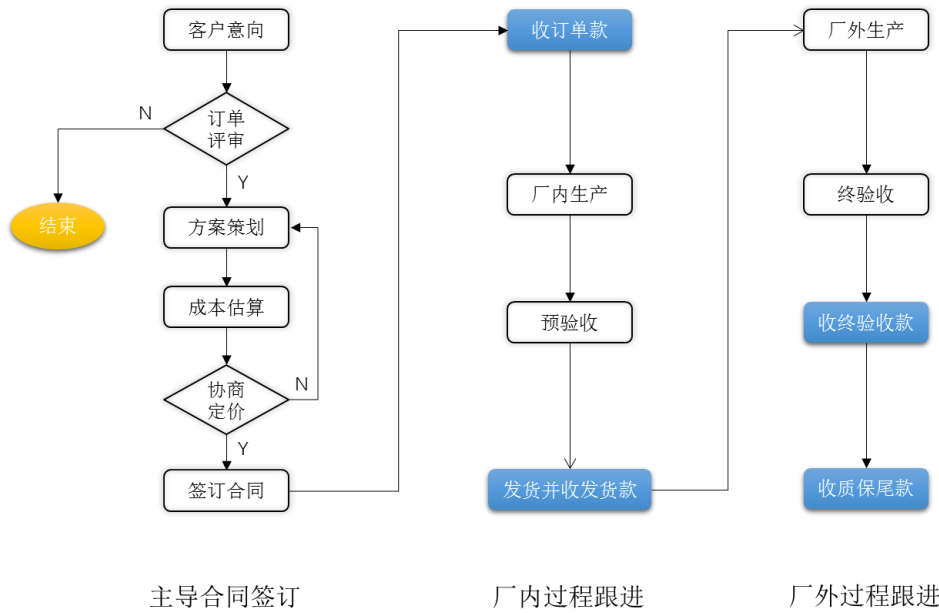 客户意向
订单
评审
N
Y
结束
方案策划
成本估算
协商
定价
N
Y
签订合同
主导合同签订
收订单款
厂内生产
预验收
发货并收发货款
厂内过程跟进
厂外生产
终验收
收终验收款
收质保尾款
厂外过程跟进